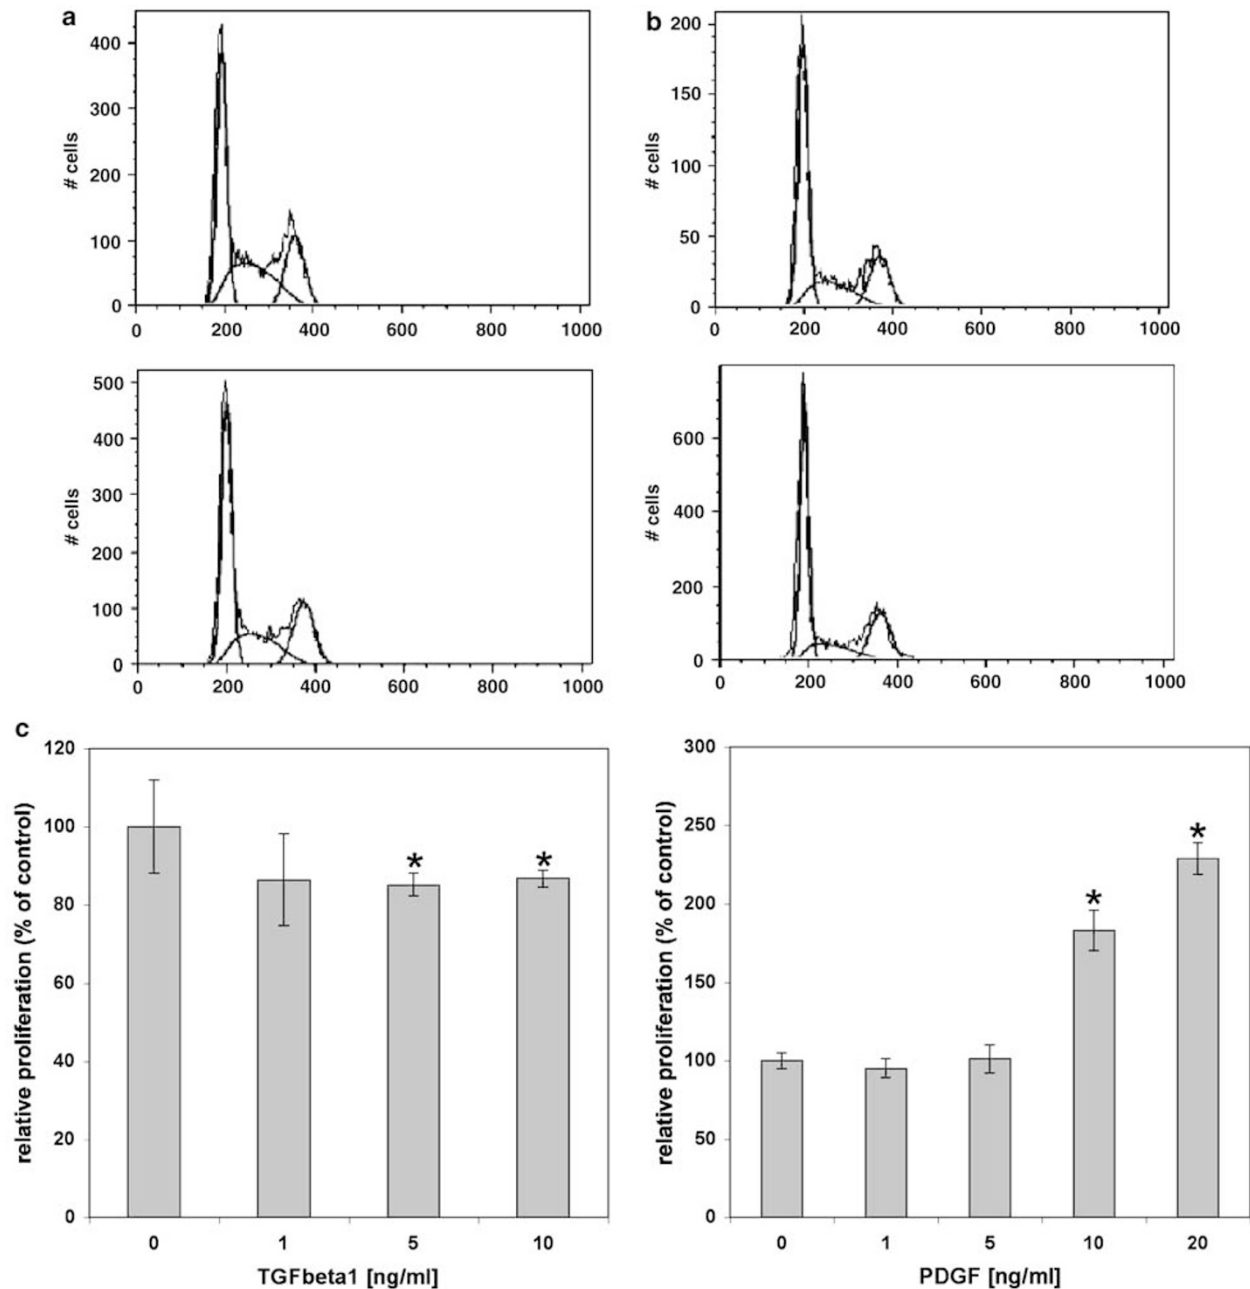 a
400
300
200
100
0
# cells
0 200 400 600 800 1000
b
200
150
100
50
0
# cells
0 200 400 600 800 1000
500
400
300
200
100
0
# cells
0 200 400 600 800 1000
600
400
200
0
# cells
0 200 400 600 800 1000
c
120
100
80
60
40
20
0
relative proliferation (% of control)
* *
0 1 5 10
TGFbeta1 [ng/ml]
300
250
200
150
100
50
0
relative proliferation (% of control)
* *
0 1 5 10 20
PDGF [ng/ml]